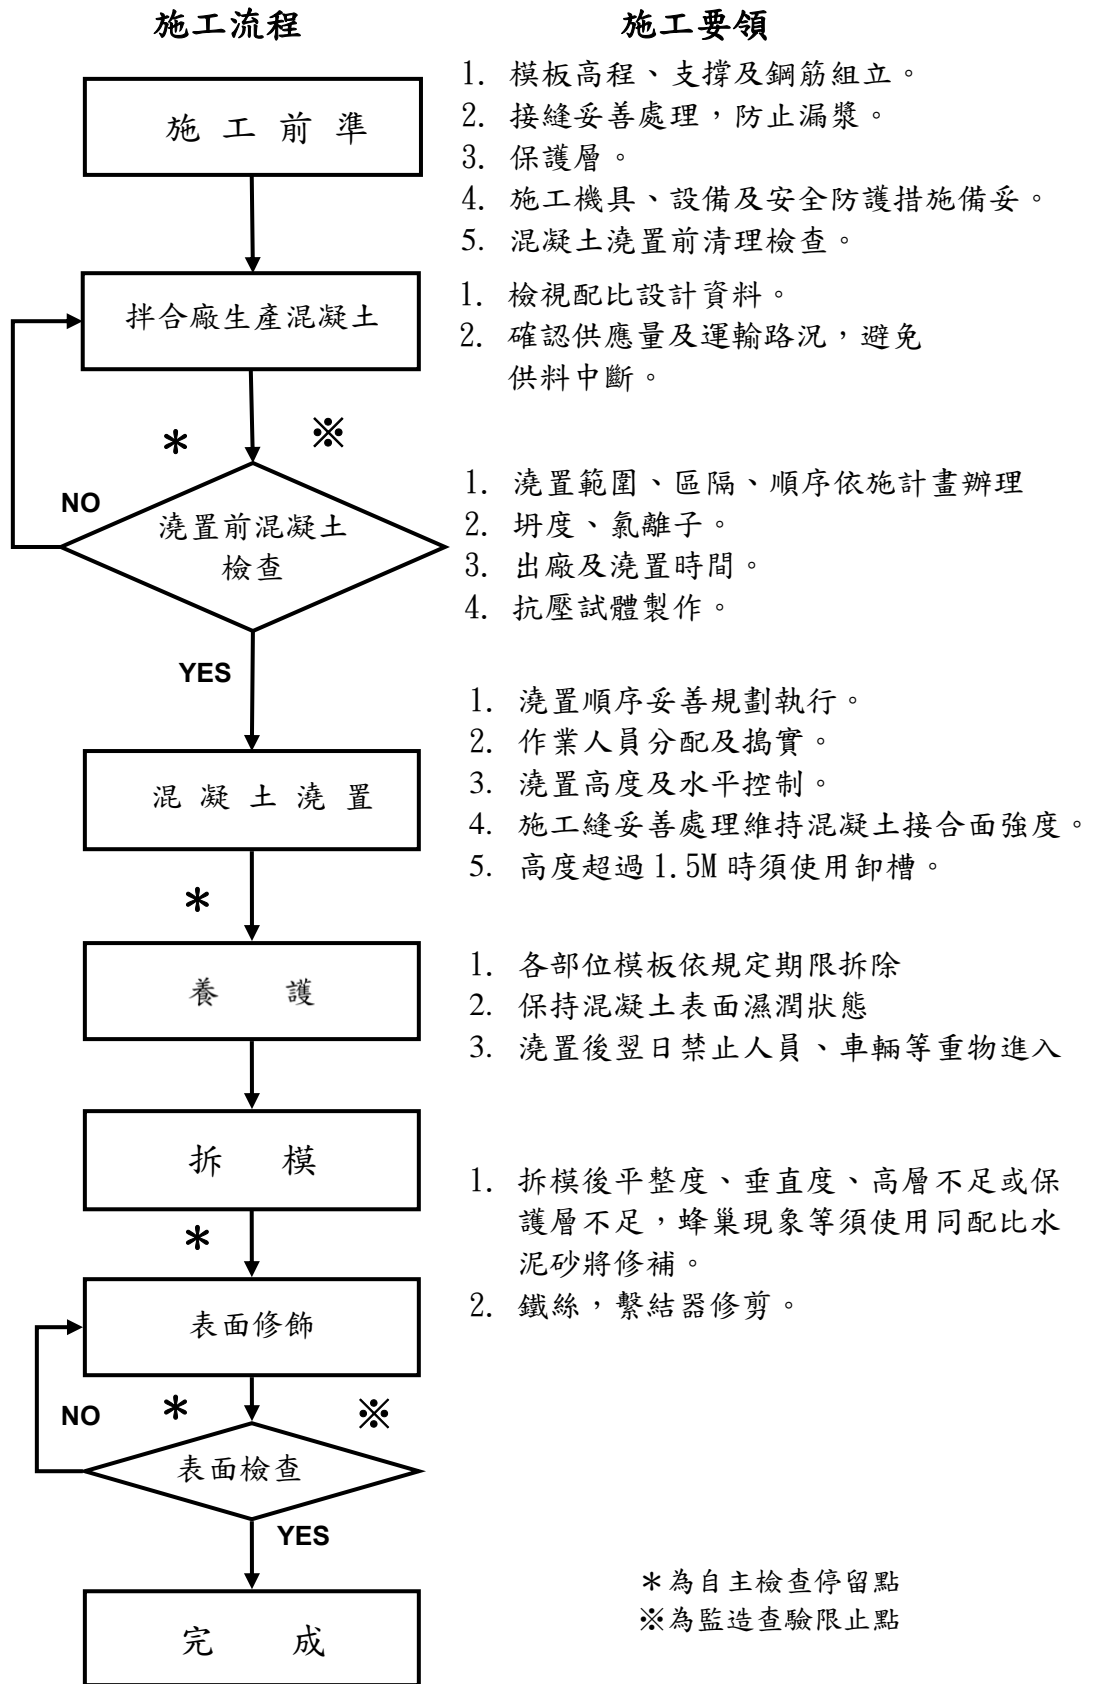 施工流程
施工要領
施 工 前 準
1. 模板高程、支撐及鋼筋組立。
2. 接縫妥善處理，防止漏漿。
3. 保護層。
4. 施工機具、設備及安全防護措施備妥。
5. 混凝土澆置前清理檢查。
拌合廠生產混凝土
1. 檢視配比設計資料。
2. 確認供應量及運輸路況，避免
供料中斷。
＊
※
NO
澆置前混凝土
檢查
1. 澆置範圍、區隔、順序依施計畫辦理
2. 坍度、氯離子。
3. 出廠及澆置時間。
4. 抗壓試體製作。
YES
混 凝 土 澆 置
1. 澆置順序妥善規劃執行。
2. 作業人員分配及搗實。
3. 澆置高度及水平控制。
4. 施工縫妥善處理維持混凝土接合面強度。
5. 高度超過 1.5M 時須使用卸槽。
＊
養 護
1. 各部位模板依規定期限拆除
2. 保持混凝土表面濕潤狀態
3. 澆置後翌日禁止人員、車輛等重物進入
拆 模
1. 拆模後平整度、垂直度、高層不足或保
護層不足，蜂巢現象等須使用同配比水
泥砂將修補。
2. 鐵絲，繫結器修剪。
＊
表面修飾
NO
＊
※
表面檢查
YES
完 成
＊為自主檢查停留點
※為監造查驗限止點